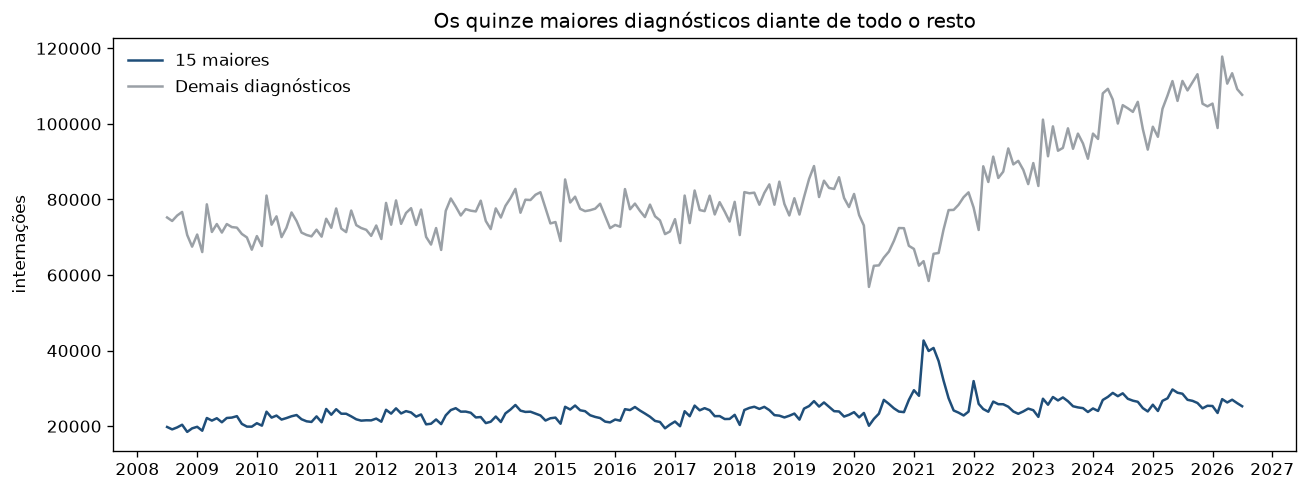 Os quinze maiores diagnósticos diante de todo o resto
15 maiores
Demais diagnósticos
internações
120000
100000
80000
60000
40000
20000
2008 2009 2010 2011 2012 2013 2014 2015 2016 2017 2018 2019 2020 2021 2022 2023 2024 2025 2026 2027